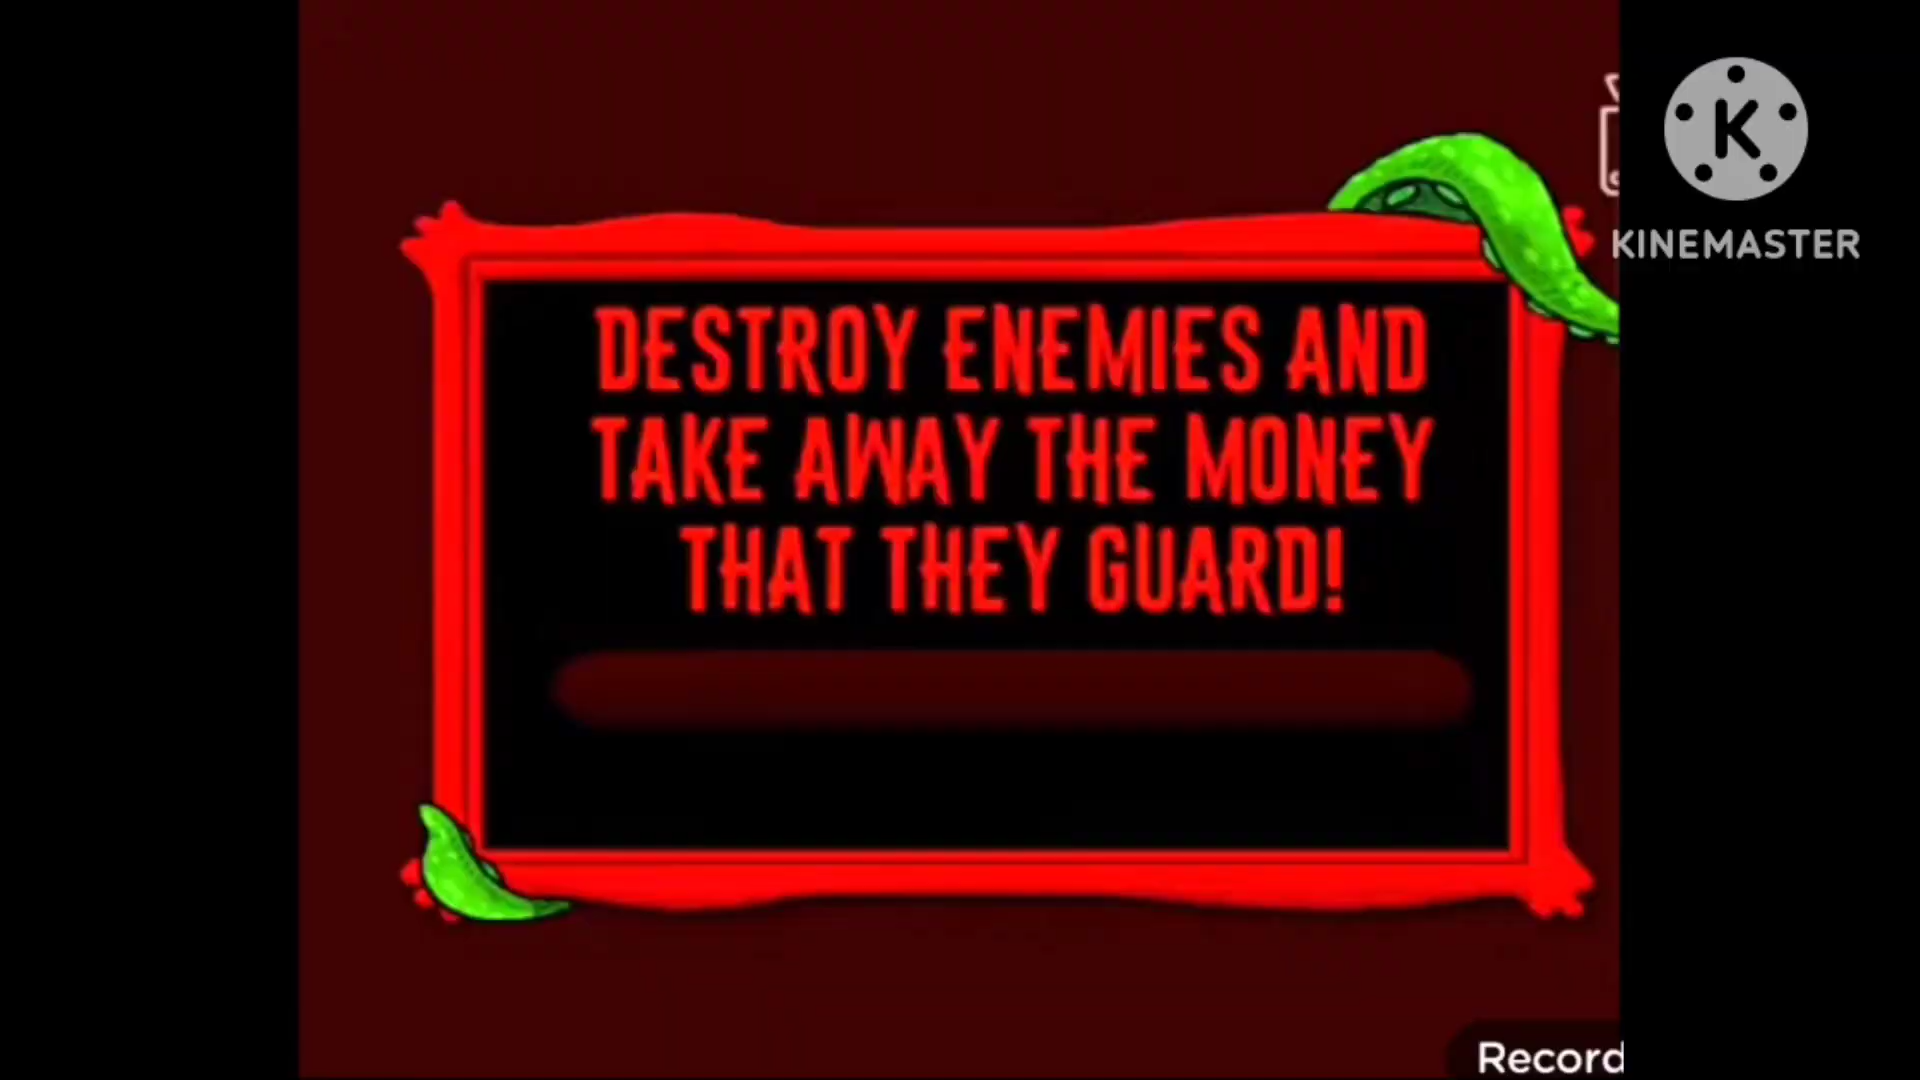 K
KINEMASTER
DESTROY ENEMIES AND
TAKE AWAY THE MONEY
THAT THEY GUARD!
Record